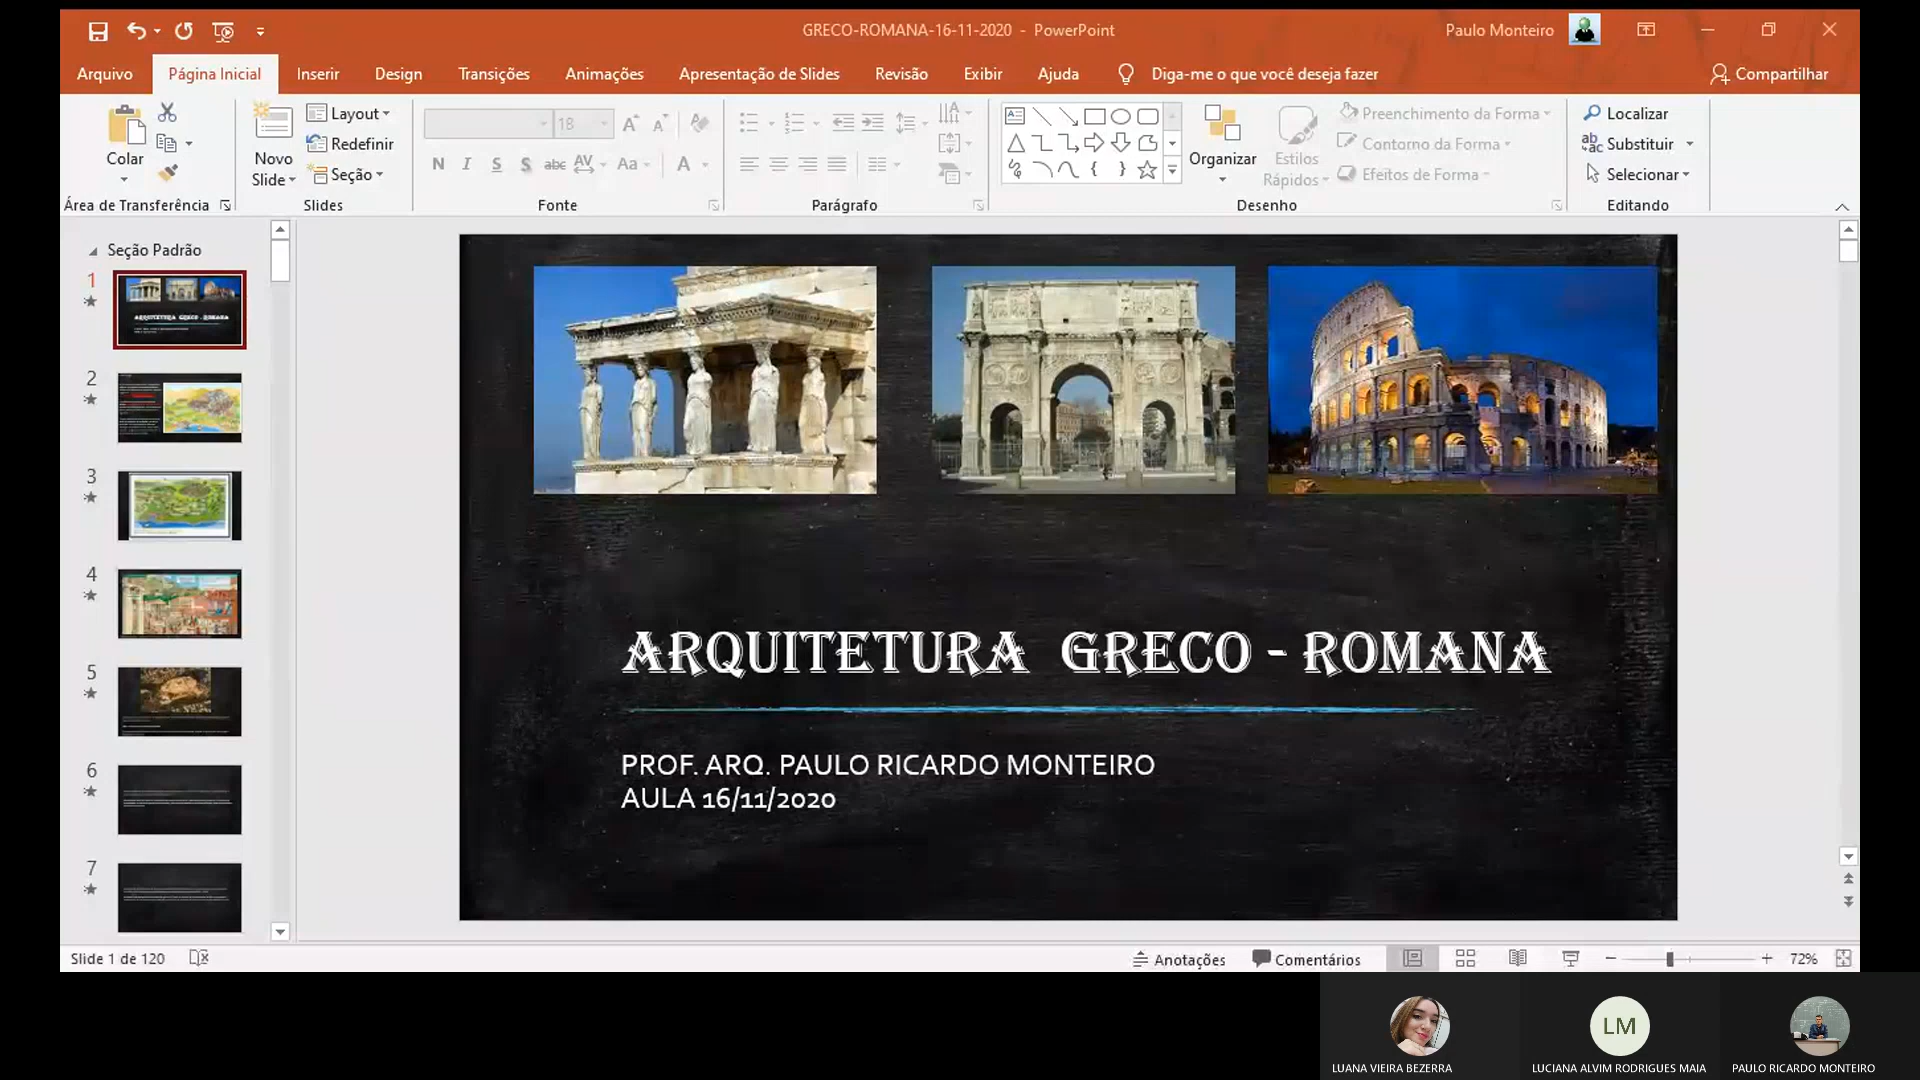 GRECO-ROMANA-16-11-2020 - PowerPoint
Paulo Monteiro
Arquivo
Página Inicial
Inserir
Design
Transições
Animações
Apresentação de Slides
Revisão
Exibir
Ajuda
Diga-me o que você deseja fazer
Compartilhar
Colar
Novo
Slide
Layout
Redefinir
Seção
18
N I S S abc AV Aa A
Organizar
Estilos
Rápidos
Preenchimento da Forma
Contorno da Forma
Efeitos de Forma
Localizar
Substituir
Selecionar
Área de Transferência
Slides
Fonte
Parágrafo
Desenho
Editando
Seção Padrão
1
2
3
4
5
6
7
ARQUITETURA GRECO - ROMANA
PROF. ARQ. PAULO RICARDO MONTEIRO
AULA 16/11/2020
Slide 1 de 120
Anotações
Comentários
72%
LM
LUANA VIEIRA BEZERRA
LUCIANA ALVIM RODRIGUES MAIA
PAULO RICARDO MONTEIRO